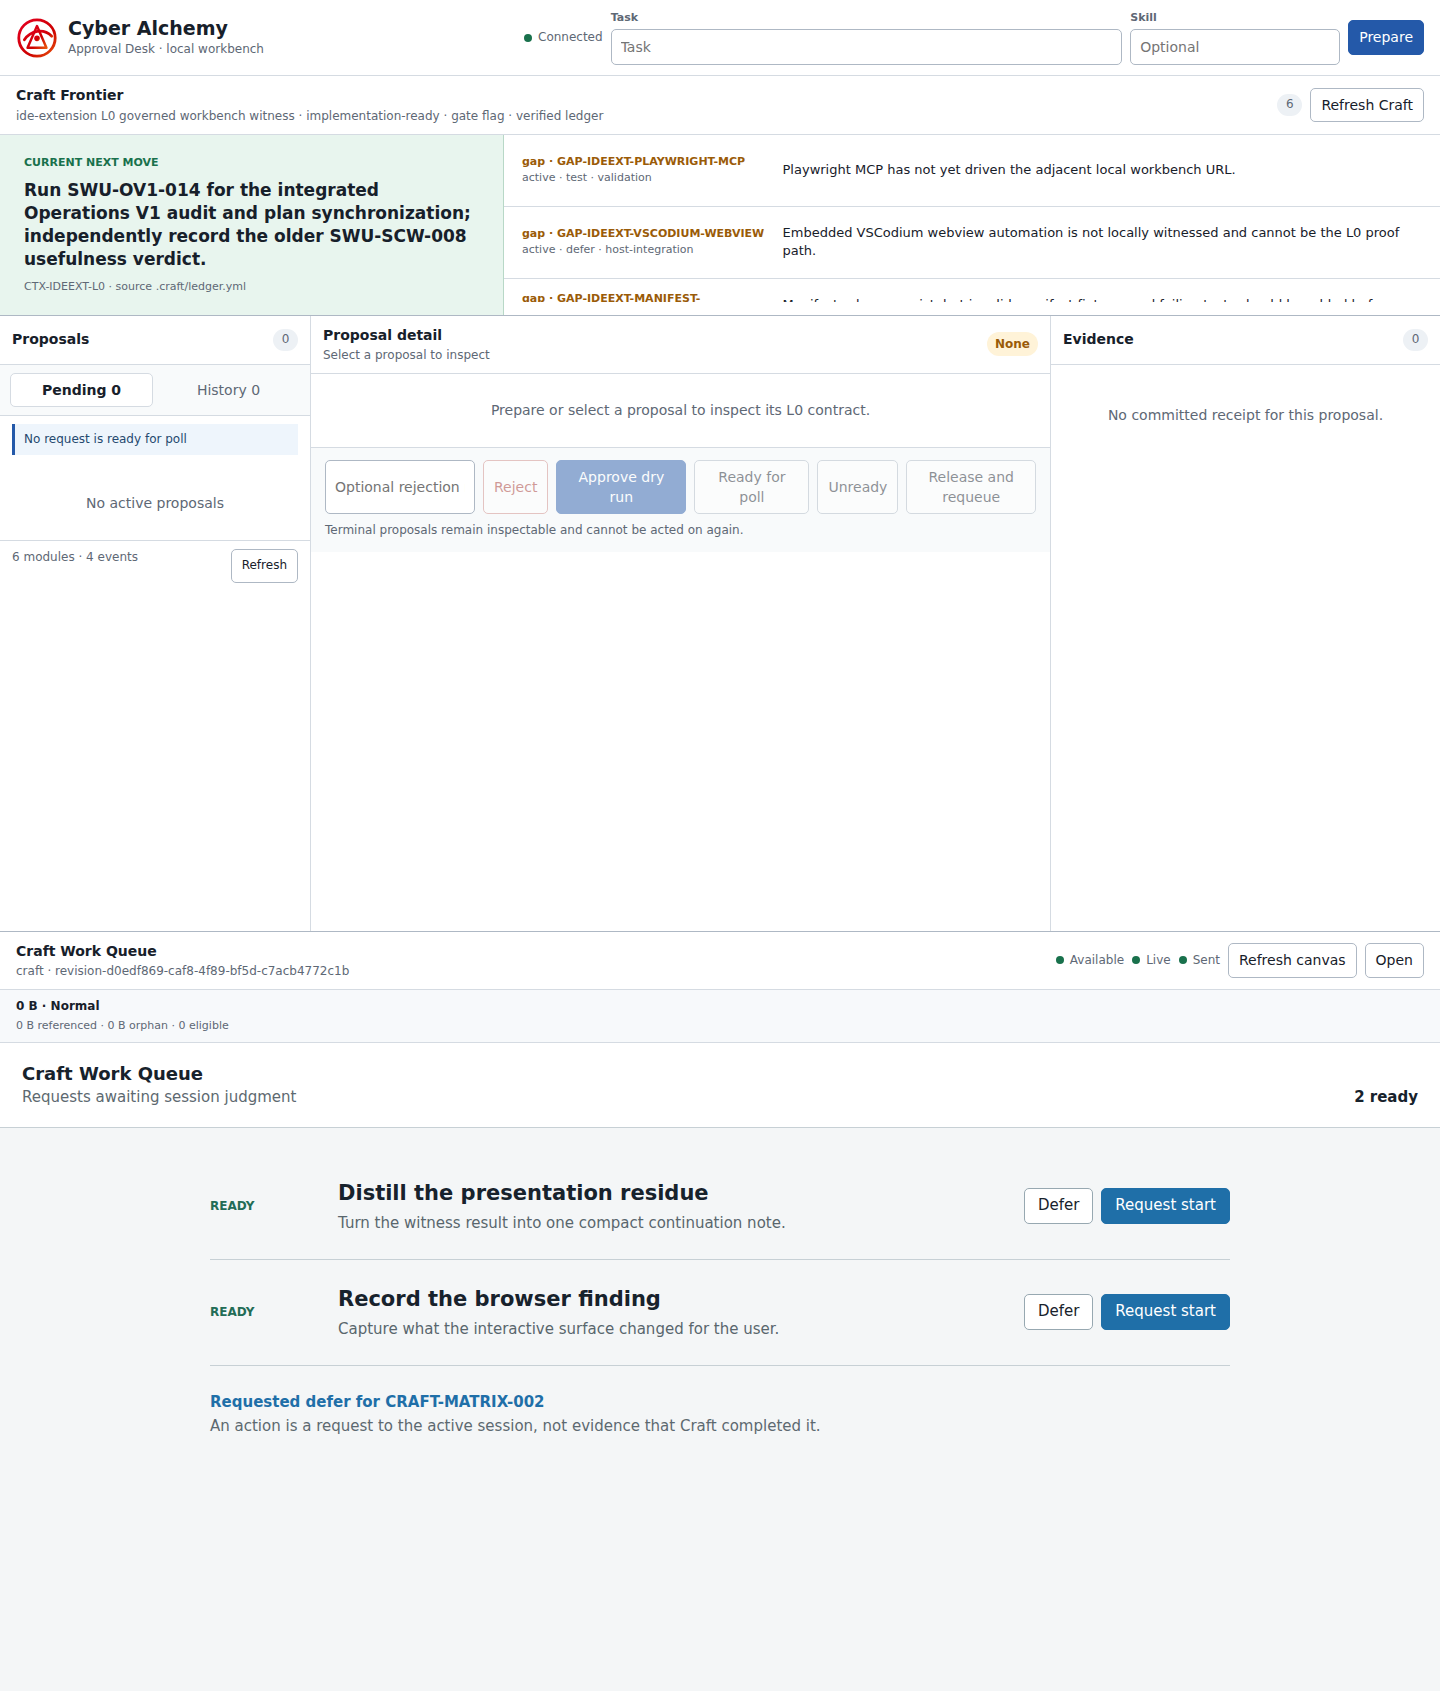 Cyber Alchemy
Approval Desk · local workbench
Connected
Task
Task
Skill
Optional
Prepare
Craft Frontier
ide-extension L0 governed workbench witness · implementation-ready · gate flag · verified ledger
6
Refresh Craft
CURRENT NEXT MOVE
Run SWU-OV1-014 for the integrated
Operations V1 audit and plan synchronization;
independently record the older SWU-SCW-008
usefulness verdict.
CTX-IDEEXT-L0 · source .craft/ledger.yml
gap · GAP-IDEEXT-PLAYWRIGHT-MCP
active · test · validation
Playwright MCP has not yet driven the adjacent local workbench URL.
gap · GAP-IDEEXT-VSCODIUM-WEBVIEW
active · defer · host-integration
Embedded VSCodium webview automation is not locally witnessed and cannot be the L0 proof
path.
gap · GAP-IDEEXT-MANIFEST-
Proposals
0
Pending 0
History 0
No request is ready for poll
No active proposals
6 modules · 4 events
Refresh
Proposal detail
Select a proposal to inspect
None
Prepare or select a proposal to inspect its L0 contract.
Optional rejection
Reject
Approve dry
run
Ready for
poll
Unready
Release and
requeue
Terminal proposals remain inspectable and cannot be acted on again.
Evidence
0
No committed receipt for this proposal.
Craft Work Queue
craft · revision-d0edf869-caf8-4f89-bf5d-c7acb4772c1b
Available
Live
Sent
Refresh canvas
Open
0 B · Normal
0 B referenced · 0 B orphan · 0 eligible
Craft Work Queue
Requests awaiting session judgment
2 ready
READY
Distill the presentation residue
Turn the witness result into one compact continuation note.
Defer
Request start
READY
Record the browser finding
Capture what the interactive surface changed for the user.
Defer
Request start
Requested defer for CRAFT-MATRIX-002
An action is a request to the active session, not evidence that Craft completed it.